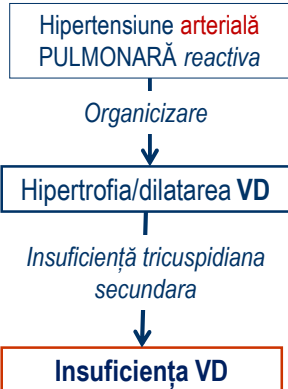 Hipertensiune arterială
PULMONARĂ reactiva
Organicizare
Hipertrofia/dilatarea VD
Insuficiență tricuspidiana
secundara
Insuficiența VD